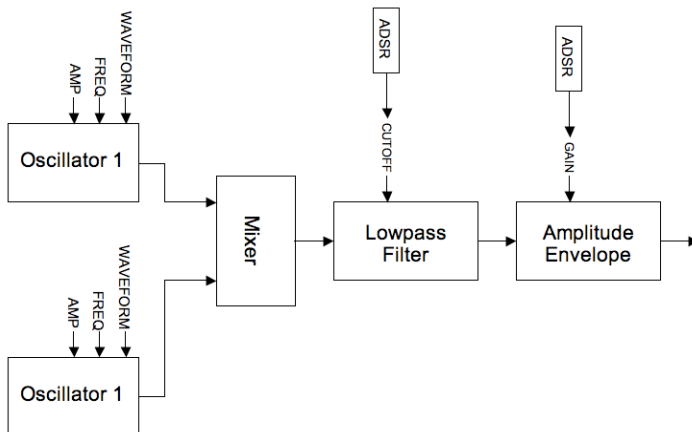 AMP
FREQ
WAVEFORM
Oscillator 1
AMP
FREQ
WAVEFORM
Oscillator 1
Mixer
ADSR
CUTOFF
Lowpass
Filter
ADSR
GAIN
Amplitude
Envelope